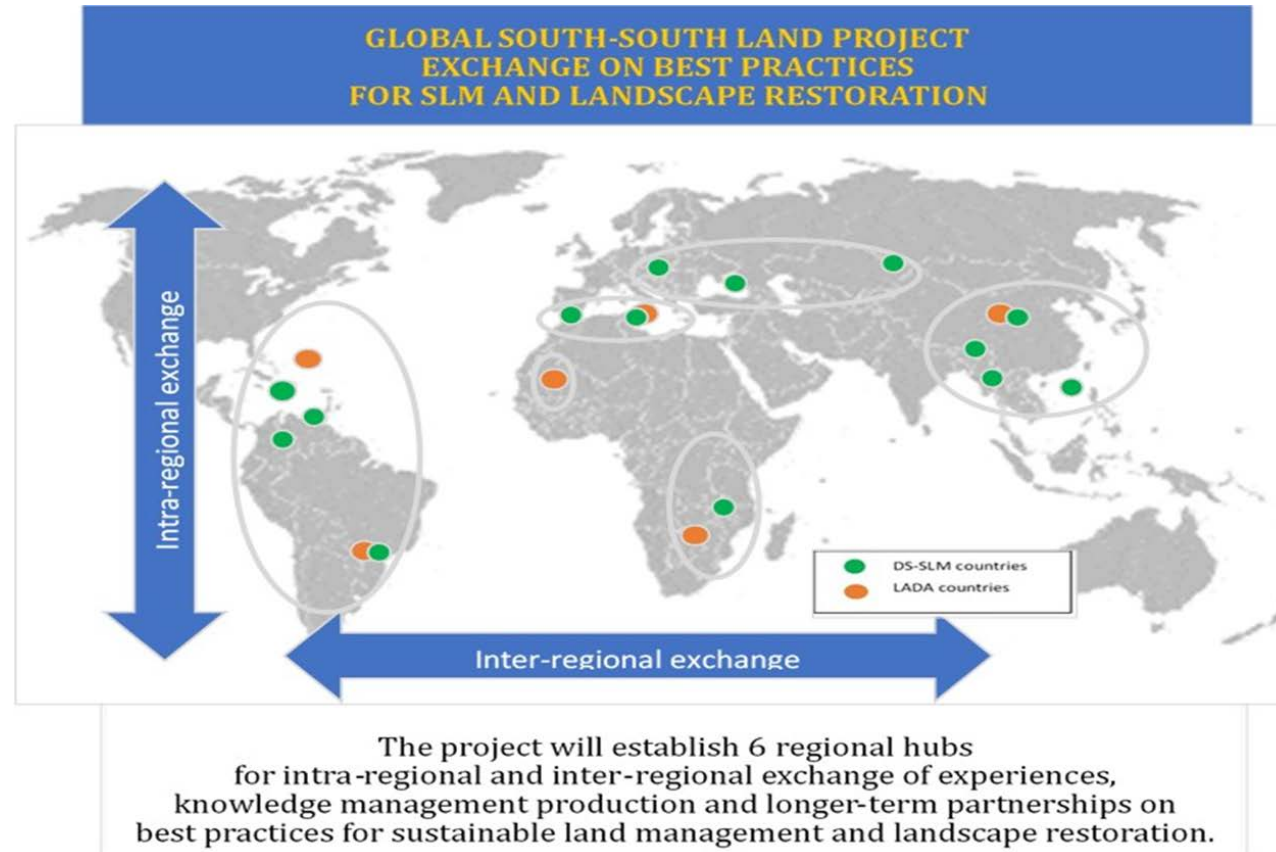 GLOBAL SOUTH-SOUTH LAND PROJECT
EXCHANGE ON BEST PRACTICES
FOR SLM AND LANDSCAPE RESTORATION
Intra-regional exchange
DS-SLM countries
LADA countries
Inter-regional exchange
The project will establish 6 regional hubs
for intra-regional and inter-regional exchange of experiences,
knowledge management production and longer-term partnerships on
best practices for sustainable land management and landscape restoration.